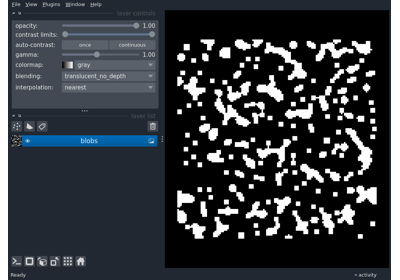 File View Plugins Window Help
layer controls
opacity: 1.00
contrast limits:
auto-contrast: once continuous
gamma: 1.00
colormap: gray
blending: translucent_no_depth
interpolation: nearest
layer list
blobs
Ready activity